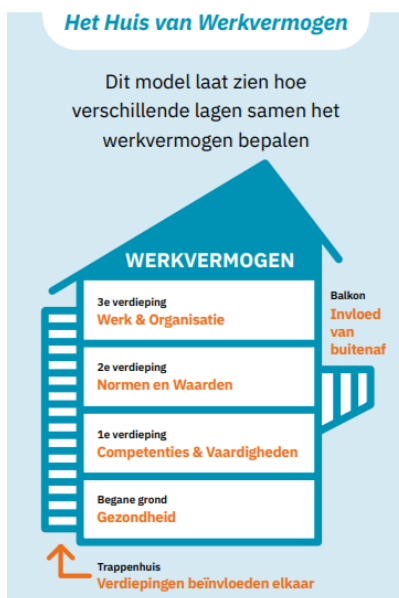 Het Huis van Werkvermogen
Dit model laat zien hoe
verschillende lagen samen het
werkvermogen bepalen
WERKVERMOGEN
3e verdieping
Werk & Organisatie
Balkon
Invloed
van
buitenaf
2e verdieping
Normen en Waarden
1e verdieping
Competenties & Vaardigheden
Begane grond
Gezondheid
Trappenhuis
Verdiepingen beïnvloeden elkaar